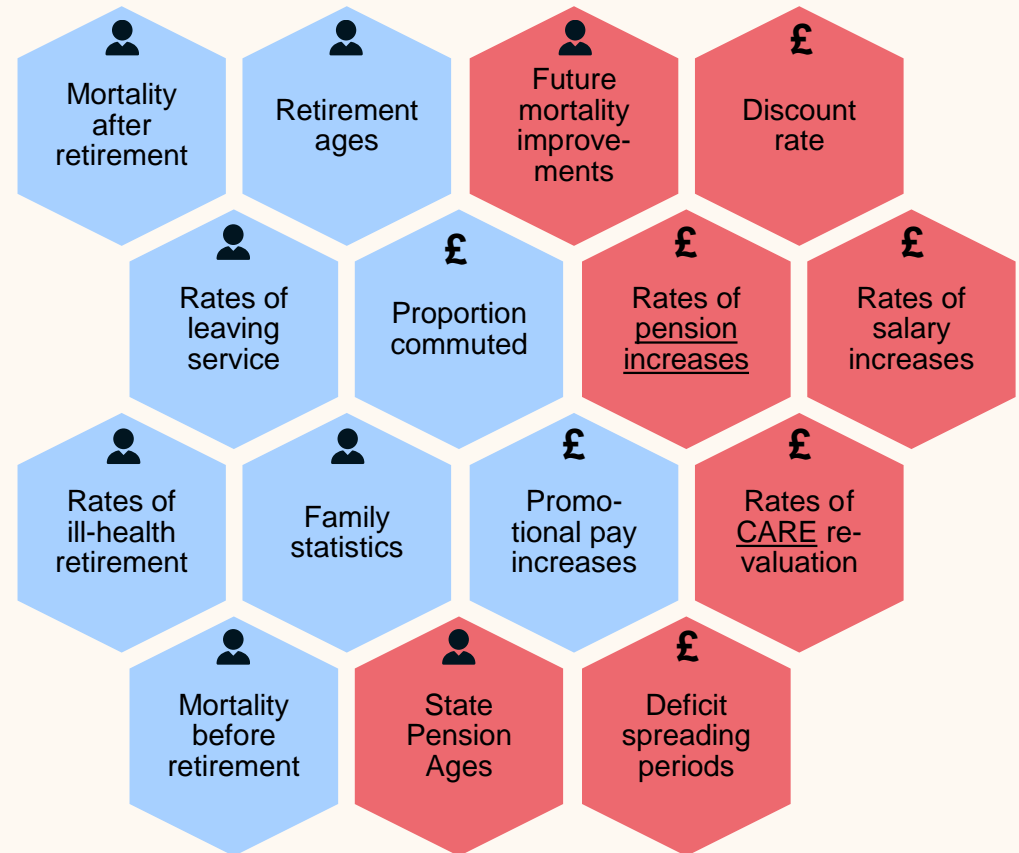 £
Mortality
after
retirement
Retirement
ages
Future
mortality
improve-
ments
Discount
rate
£
£
£
Rates of
leaving
service
Proportion
commuted
Rates of
pension
increases
Rates of
salary
increases
£
£
Rates of
ill-health
retirement
Family
statistics
Promo-
tional pay
increases
Rates of
CARE re-
valuation
£
Mortality
before
retirement
State
Pension
Ages
Deficit
spreading
periods